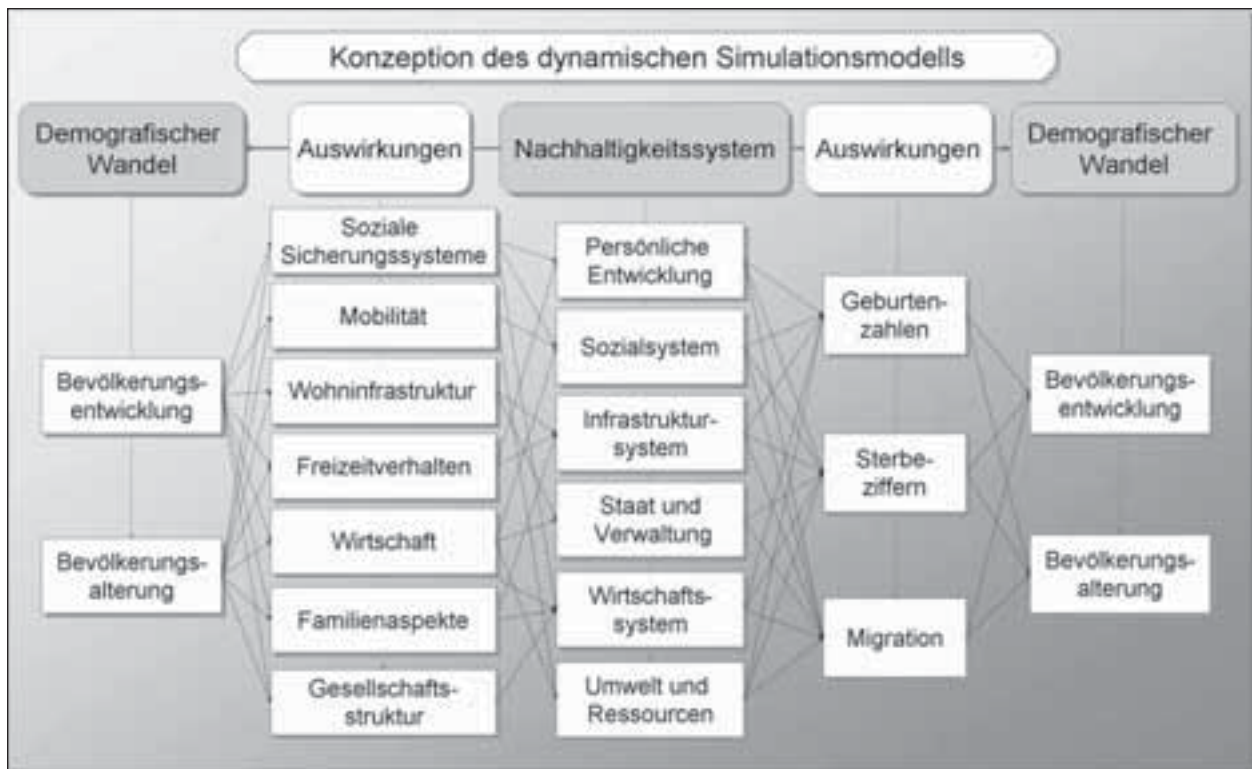 Konzeption des dynamischen Simulationsmodells
Demografischer
Wandel
Auswirkungen
Nachhaltigkeitssystem
Auswirkungen
Demografischer
Wandel
Bevölkerungs-
entwicklung
Bevölkerungs-
alterung
Soziale
Sicherungssysteme
Mobilität
Wohninfrastruktur
Freizeitverhalten
Wirtschaft
Familienaspekte
Gesellschafts-
struktur
Persönliche
Entwicklung
Sozialsystem
Infrastruktur-
system
Staat und
Verwaltung
Wirtschafts-
system
Umwelt und
Ressourcen
Geburten-
zahlen
Sterbe-
ziffern
Migration
Bevölkerungs-
entwicklung
Bevölkerungs-
alterung